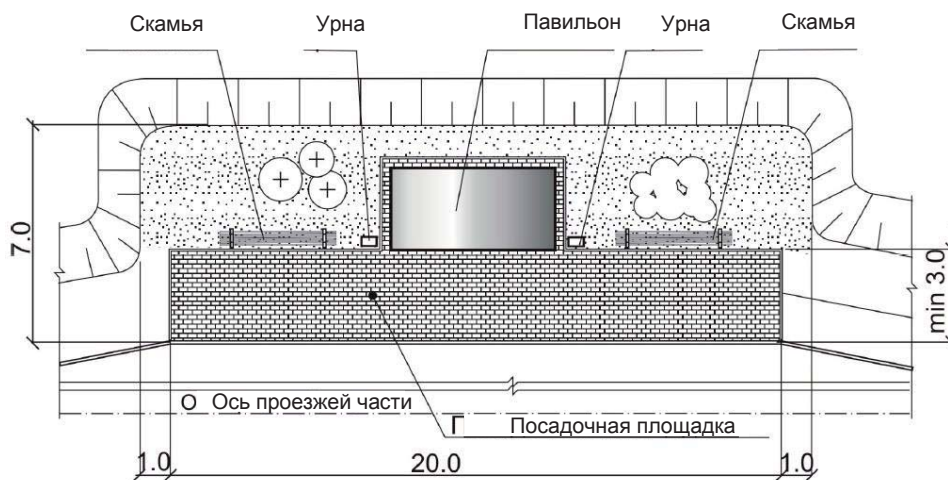 Скамья Урна Павильон Урна Скамья
7.0
min 3.0
О Ось проезжей части
П Посадочная площадка
1.0 20.0 1.0